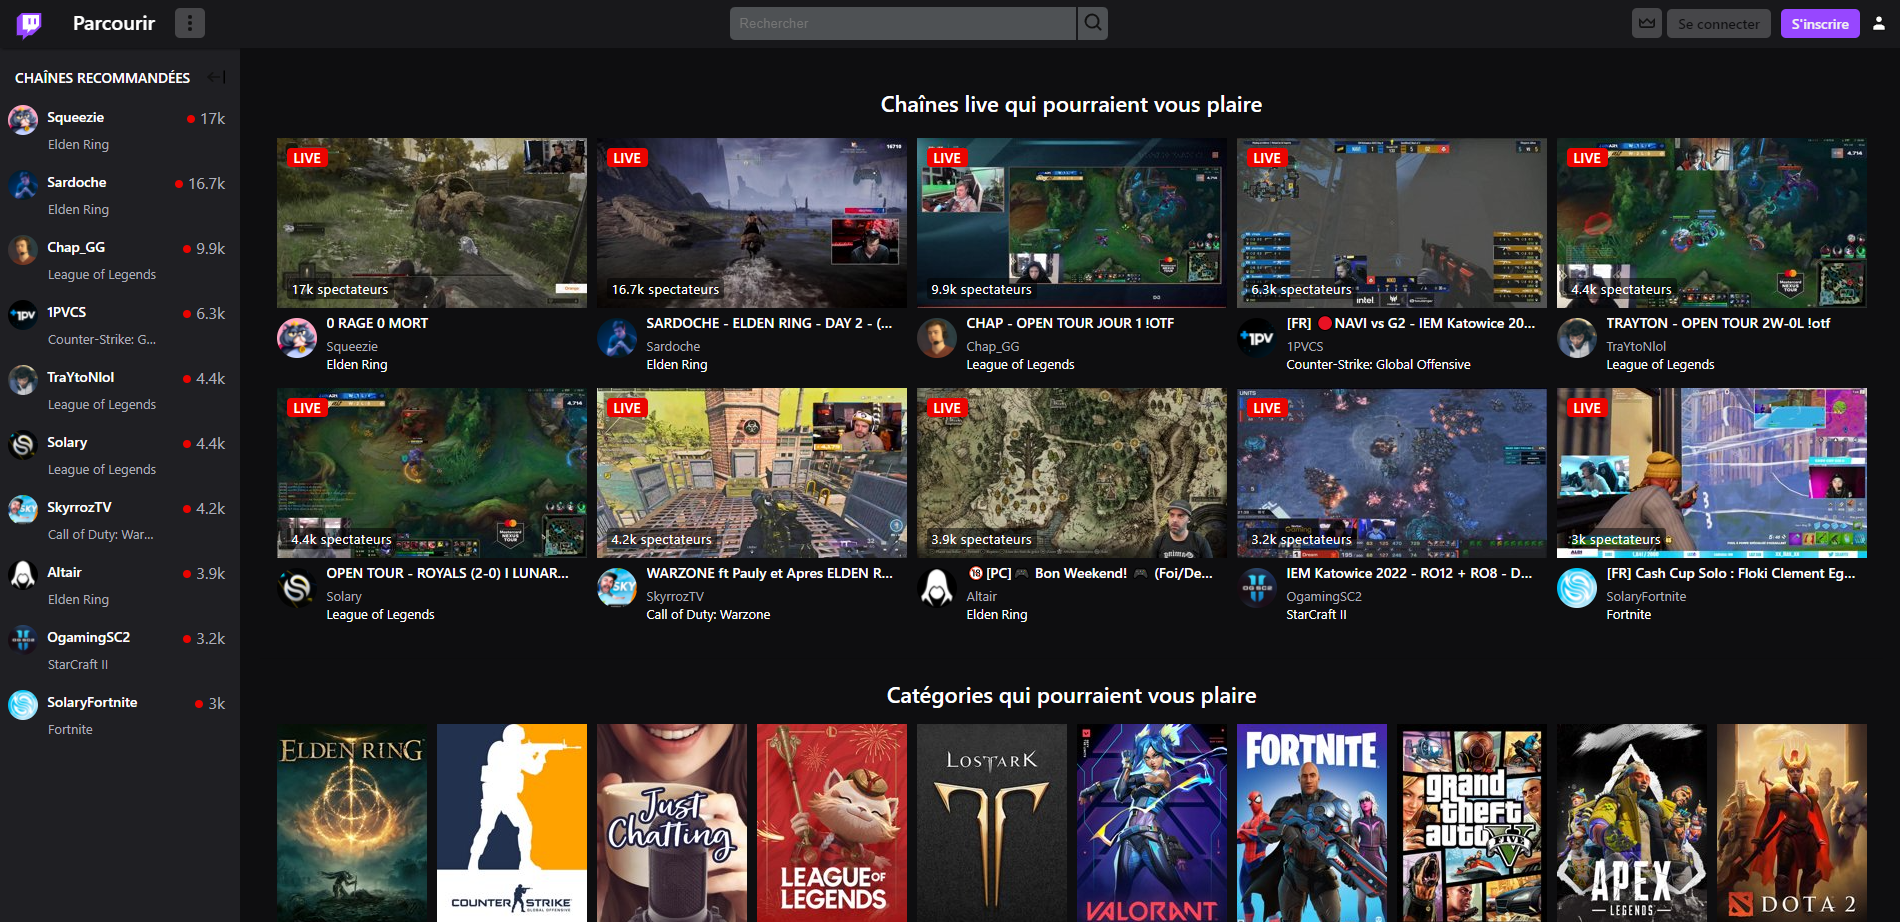 Parcourir
Rechercher
Se connecter
S'inscrire
CHAÎNES RECOMMANDÉES
Squeezie
17k
Elden Ring
Sardoche
16.7k
Elden Ring
Chap_GG
9.9k
League of Legends
1PVCS
6.3k
Counter-Strike: G...
TraYtoNlol
4.4k
League of Legends
Solary
4.4k
League of Legends
SkyrrozTV
4.2k
Call of Duty: War...
Altair
3.9k
Elden Ring
OgamingSC2
3.2k
StarCraft II
SolaryFortnite
3k
Fortnite
Chaînes live qui pourraient vous plaire
LIVE
17k spectateurs
0 RAGE 0 MORT
Squeezie
Elden Ring
LIVE
16.7k spectateurs
SARDOCHE - ELDEN RING - DAY 2 - (...
Sardoche
Elden Ring
LIVE
9.9k spectateurs
CHAP - OPEN TOUR JOUR 1 !OTF
Chap_GG
League of Legends
LIVE
6.3k spectateurs
intel
[FR] 🔴NAVI vs G2 - IEM Katowice 20...
1PVCS
Counter-Strike: Global Offensive
LIVE
4.4k spectateurs
TRAYTON - OPEN TOUR 2W-0L !otf
TraYtoNlol
League of Legends
LIVE
4.4k spectateurs
OPEN TOUR - ROYALS (2-0) I LUNAR...
Solary
League of Legends
LIVE
4.2k spectateurs
WARZONE ft Pauly et Apres ELDEN R...
SkyrrozTV
Call of Duty: Warzone
LIVE
3.9k spectateurs
🔞[PC]🎮 Bon Weekend! 🎮 (Foi/De...
Altair
Elden Ring
LIVE
3.2k spectateurs
IEM Katowice 2022 - RO12 + RO8 - D...
OgamingSC2
StarCraft II
LIVE
3k spectateurs
[FR] Cash Cup Solo : Floki Clement Eg...
SolaryFortnite
Fortnite
Catégories qui pourraient vous plaire
ELDEN RING
COUNTER STRIKE
GLOBAL OFFENSIVE
Just
Chatting
LEAGUE OF
LEGENDS
LOST ARK
VALORANT
FORTNITE
grand
theft
auto
FIVE
APEX
LEGENDS
DOTA 2